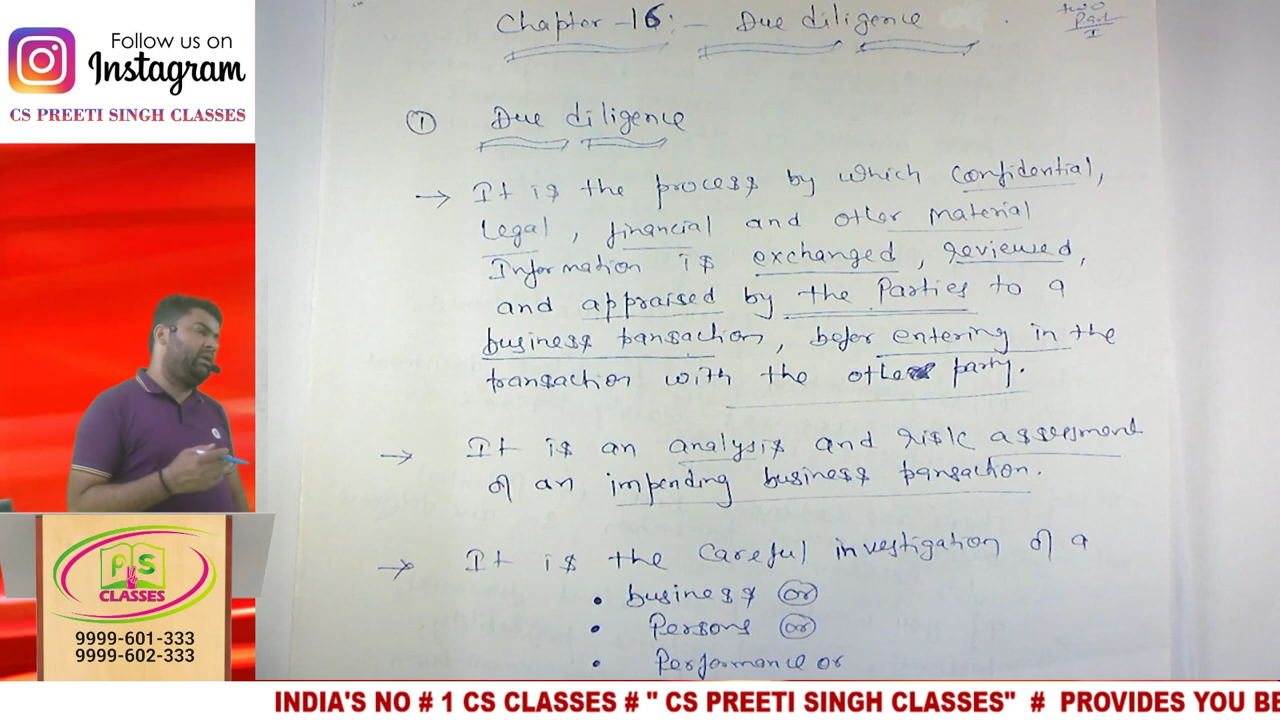 Follow us on
Instagram
CS PREETI SINGH CLASSES
Chapter -16:- Due diligence
two
Part
I
① Due diligence
→ It is the process by which confidential,
legal, financial and other material
Information is exchanged, reviewed,
and appraised by the Parties to a
business transaction, befor entering in the
transaction with the other party.
→ It is an analysis and risk assesment
of an impending business transaction.
→ It is the careful investigation of a
• business or
• Persons or
• Performance or
PS
CLASSES
9999-601-333
9999-602-333
INDIA'S NO # 1 CS CLASSES # " CS PREETI SINGH CLASSES" # PROVIDES YOU BE